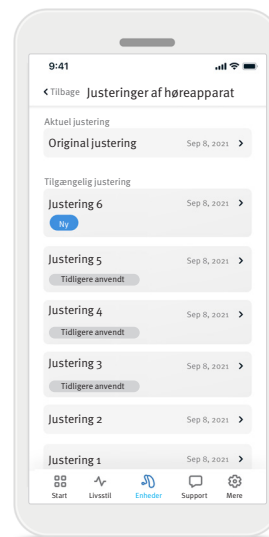 9:41
Tilbage Justeringer af høreapparat
Aktuel justering
Original justering Sep 8, 2021
Tilgængelig justering
Justering 6 Sep 8, 2021
Ny
Justering 5 Sep 8, 2021
Tidligere anvendt
Justering 4 Sep 8, 2021
Tidligere anvendt
Justering 3 Sep 8, 2021
Tidligere anvendt
Justering 2 Sep 8, 2021
Justering 1 Sep 8, 2021
Start Livsstil Enheder Support Mere